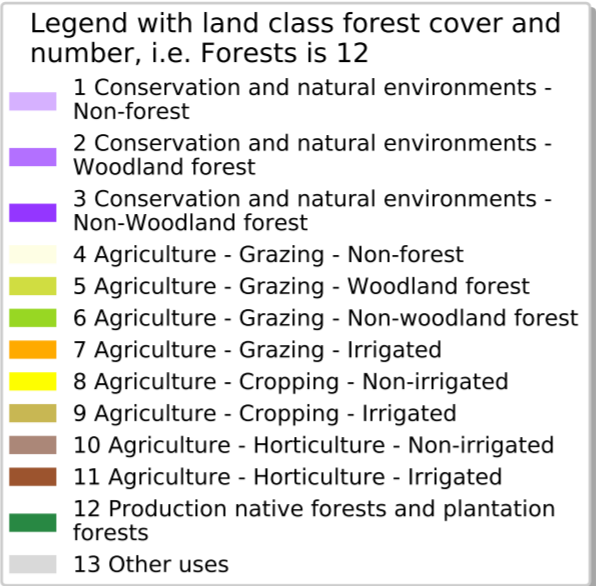 Legend with land class forest cover and
number, i.e. Forests is 12
1 Conservation and natural environments -
Non-forest
2 Conservation and natural environments -
Woodland forest
3 Conservation and natural environments -
Non-Woodland forest
4 Agriculture - Grazing - Non-forest
5 Agriculture - Grazing - Woodland forest
6 Agriculture - Grazing - Non-woodland forest
7 Agriculture - Grazing - Irrigated
8 Agriculture - Cropping - Non-irrigated
9 Agriculture - Cropping - Irrigated
10 Agriculture - Horticulture - Non-irrigated
11 Agriculture - Horticulture - Irrigated
12 Production native forests and plantation
forests
13 Other uses